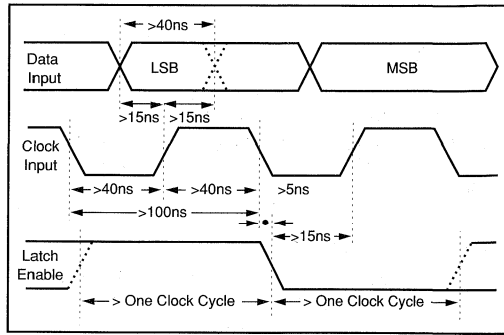 >40ns
Data
Input
LSB
MSB
>15ns >15ns
Clock
Input
>40ns >40ns >5ns
>100ns
>15ns
Latch
Enable
> One Clock Cycle > One Clock Cycle